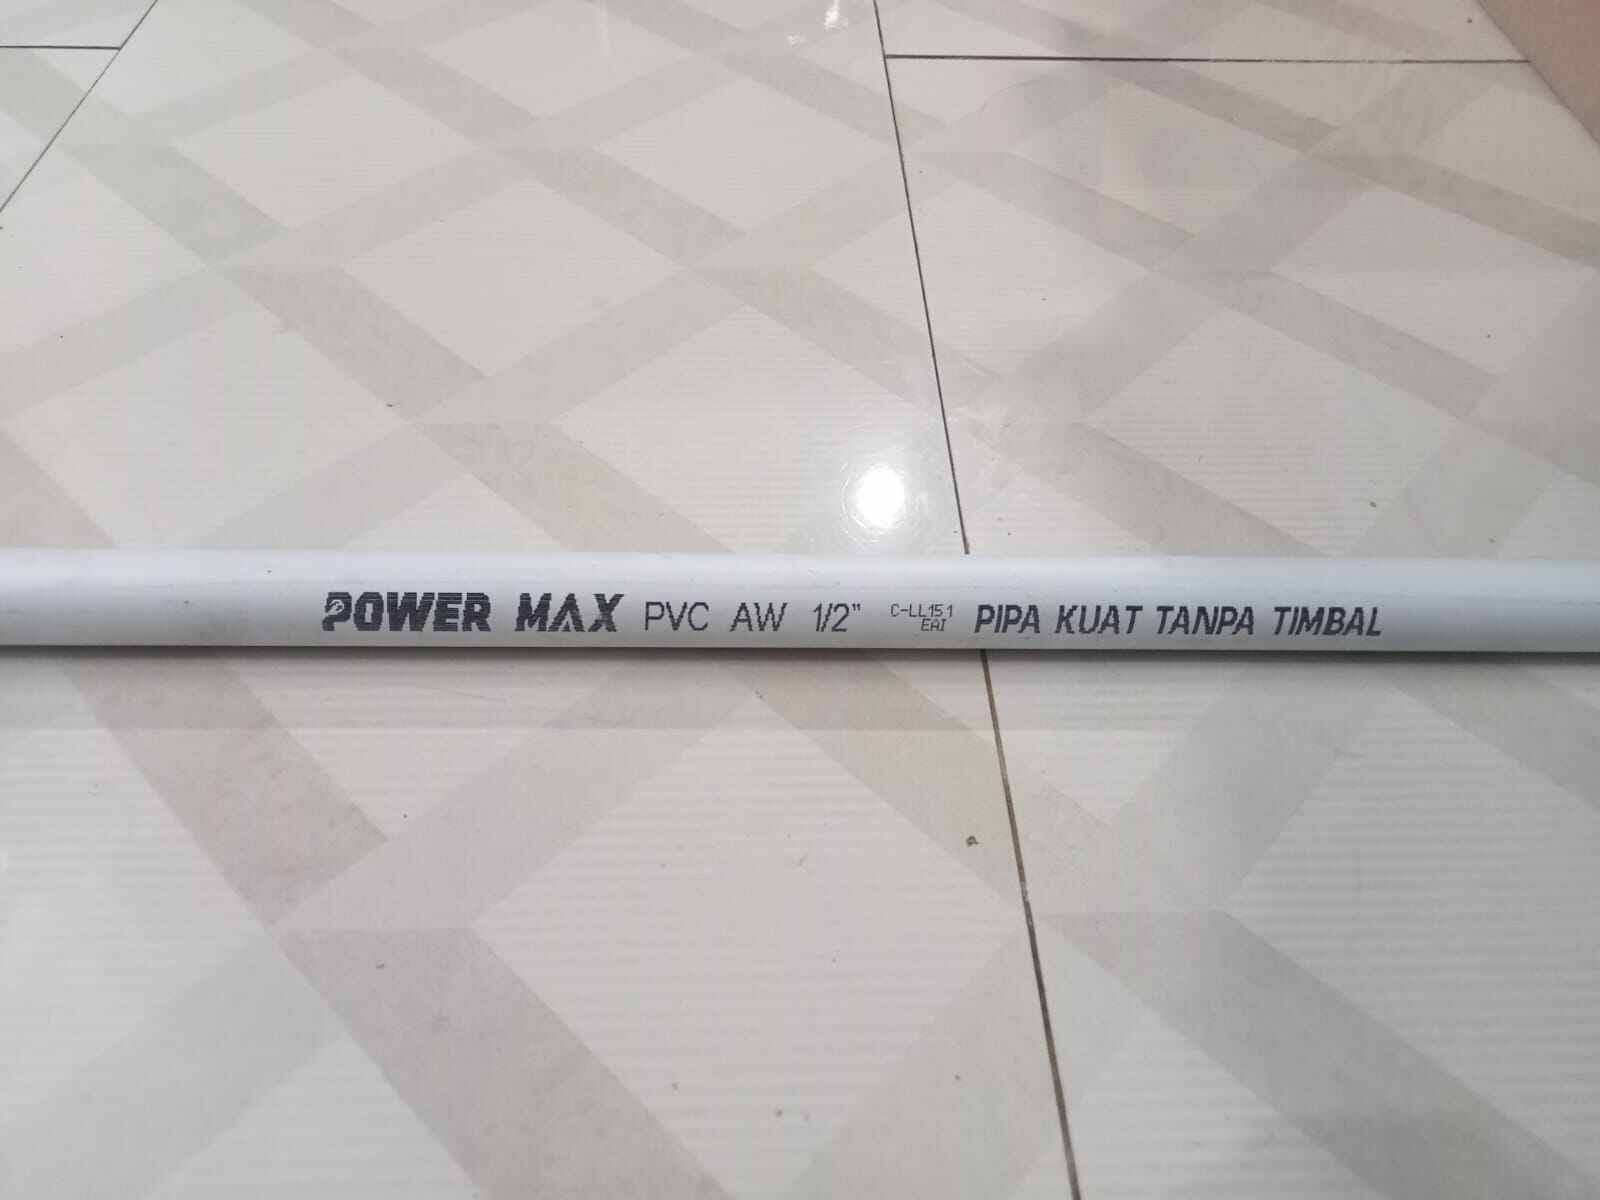 POWER MAX PVC AW 1/2" C-LL15.1 EAI PIPA KUAT TANPA TIMBAL